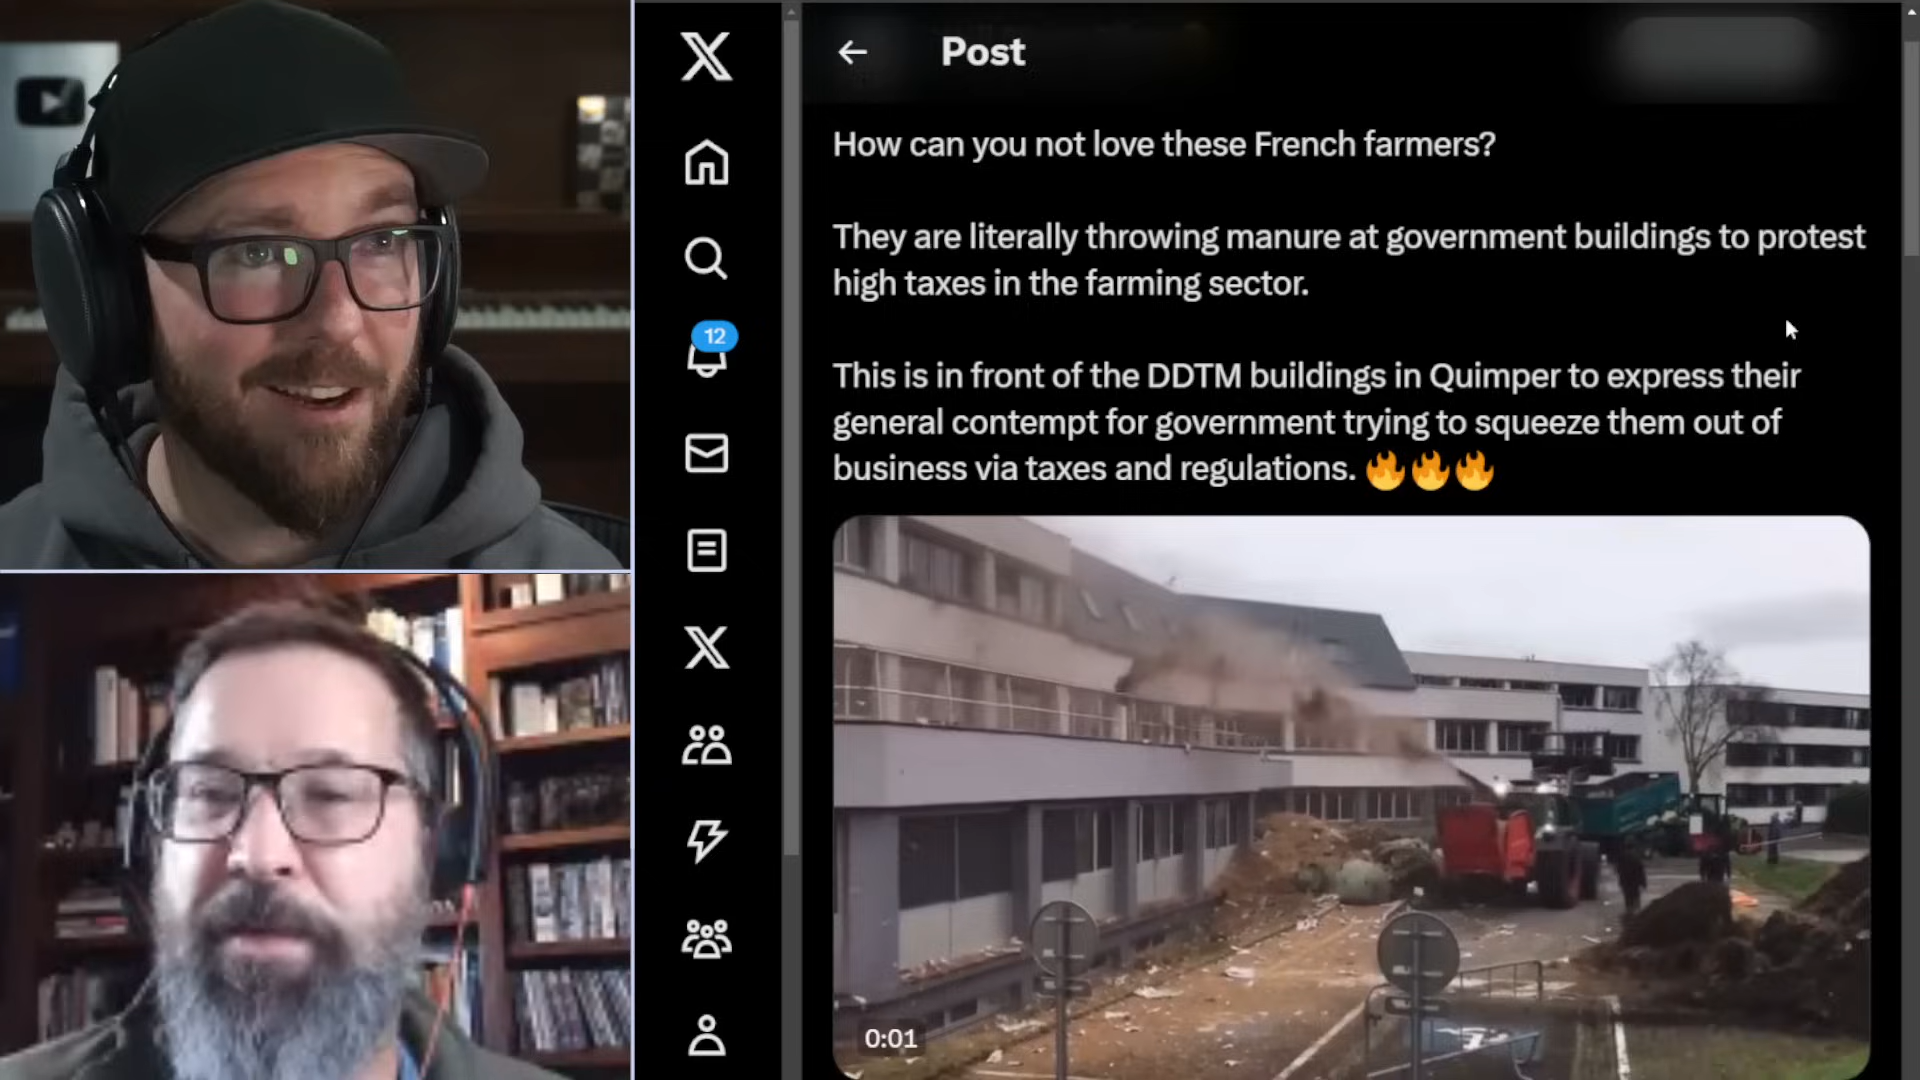 Post
How can you not love these French farmers?
They are literally throwing manure at government buildings to protest
high taxes in the farming sector.
12
This is in front of the DDTM buildings in Quimper to express their
general contempt for government trying to squeeze them out of
business via taxes and regulations. 🔥🔥🔥
0:01